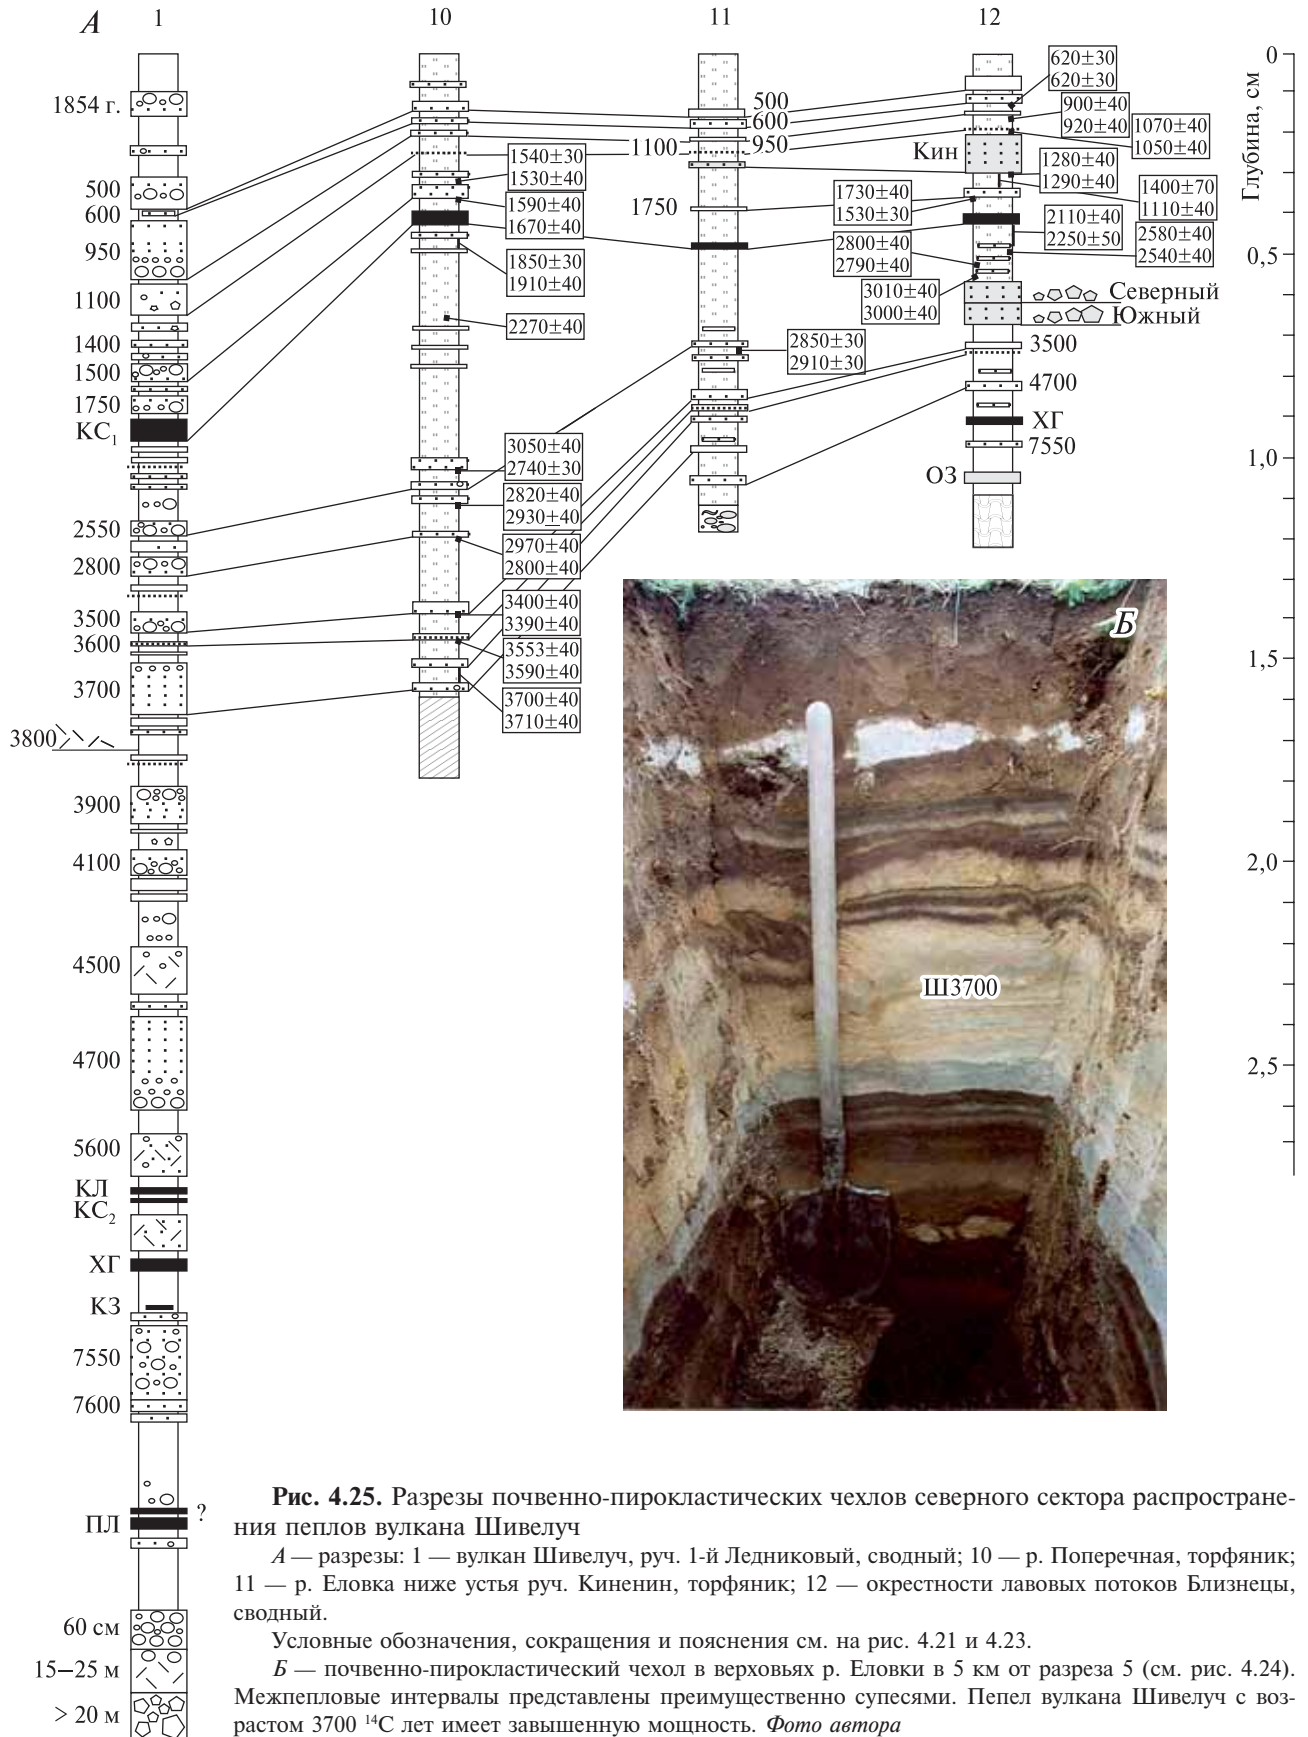 А 1 10 11 12
1854 г.
500
600
950
1100
1400
1500
1750
КС₁
2550
2800
3500
3600
3700
3800
3900
4100
4500
4700
5600
КЛ
КС₂
ХГ
КЗ
7550
7600
ПЛ ?
60 см
15–25 м
> 20 м
1540±30
1530±40
1590±40
1670±40
1850±30
1910±40
2270±40
3050±40
2740±30
2820±40
2930±40
2970±40
2800±40
3400±40
3390±40
3553±40
3590±40
3700±40
3710±40
500
600
950
1100
1750
2850±30
2910±30
620±30
620±30
900±40
920±40
1070±40
1050±40
Кин
1280±40
1290±40
1400±70
1110±40
1730±40
1530±30
2110±40
2250±50
2580±40
2540±40
2800±40
2790±40
3010±40
3000±40
Северный
Южный
3500
4700
ХГ
7550
ОЗ
Глубина, см
0
0,5
1,0
1,5
2,0
2,5
Б
Ш3700
Рис. 4.25. Разрезы почвенно-пирокластических чехлов северного сектора распростране-
ния пеплов вулкана Шивелуч
А — разрезы: 1 — вулкан Шивелуч, руч. 1-й Ледниковый, сводный; 10 — р. Поперечная, торфяник;
11 — р. Еловка ниже устья руч. Киненин, торфяник; 12 — окрестности лавовых потоков Близнецы,
сводный.
Условные обозначения, сокращения и пояснения см. на рис. 4.21 и 4.23.
Б — почвенно-пирокластический чехол в верховьях р. Еловки в 5 км от разреза 5 (см. рис. 4.24).
Межпепловые интервалы представлены преимущественно супесями. Пепел вулкана Шивелуч с воз-
растом 3700 ¹⁴С лет имеет завышенную мощность. Фото автора